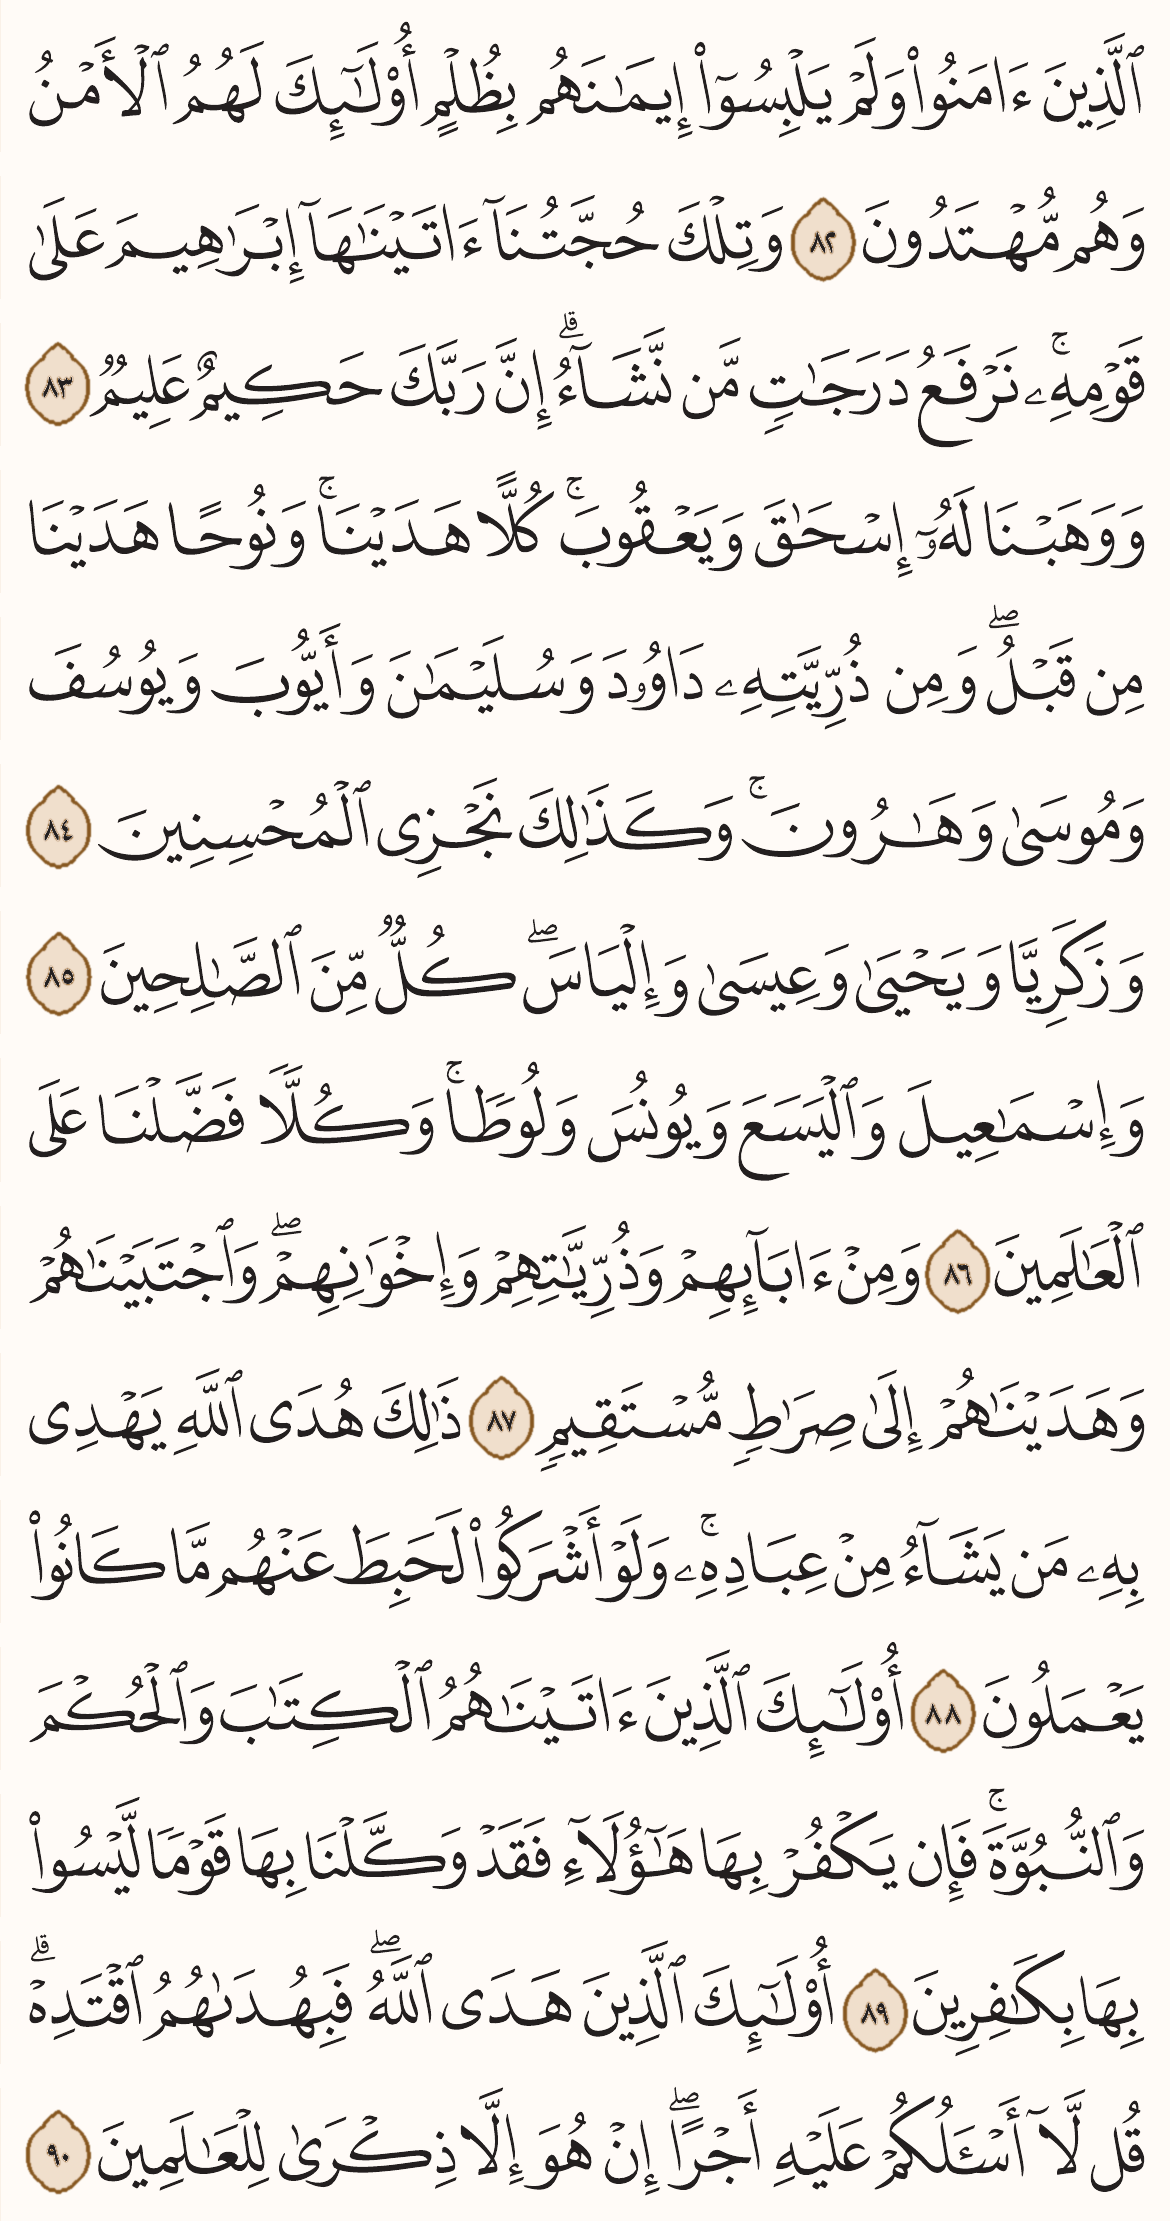 ٱلَّذِينَ ءَامَنُوا۟ وَلَمْ يَلْبِسُوٓا۟ إِيمَـٰنَهُم بِظُلْمٍ أُو۟لَـٰٓئِكَ لَهُمُ ٱلْأَمْنُ
وَهُم مُّهْتَدُونَ ٨٢ وَتِلْكَ حُجَّتُنَآ ءَاتَيْنَـٰهَآ إِبْرَٰهِيمَ عَلَىٰ
قَوْمِهِۦ ۚ نَرْفَعُ دَرَجَـٰتٍ مَّن نَّشَآءُ ۗ إِنَّ رَبَّكَ حَكِيمٌ عَلِيمٌ ٨٣
وَوَهَبْنَا لَهُۥٓ إِسْحَـٰقَ وَيَعْقُوبَ ۚ كُلًّا هَدَيْنَا ۚ وَنُوحًا هَدَيْنَا
مِن قَبْلُ ۖ وَمِن ذُرِّيَّتِهِۦ دَاوُۥدَ وَسُلَيْمَـٰنَ وَأَيُّوبَ وَيُوسُفَ
وَمُوسَىٰ وَهَـٰرُونَ ۚ وَكَذَٰلِكَ نَجْزِى ٱلْمُحْسِنِينَ ٨٤
وَزَكَرِيَّا وَيَحْيَىٰ وَعِيسَىٰ وَإِلْيَاسَ ۖ كُلٌّ مِّنَ ٱلصَّـٰلِحِينَ ٨٥
وَإِسْمَـٰعِيلَ وَٱلْيَسَعَ وَيُونُسَ وَلُوطًا ۚ وَكُلًّا فَضَّلْنَا عَلَى
ٱلْعَـٰلَمِينَ ٨٦ وَمِنْ ءَابَآئِهِمْ وَذُرِّيَّـٰتِهِمْ وَإِخْوَٰنِهِمْ ۖ وَٱجْتَبَيْنَـٰهُمْ
وَهَدَيْنَـٰهُمْ إِلَىٰ صِرَٰطٍ مُّسْتَقِيمٍ ٨٧ ذَٰلِكَ هُدَى ٱللَّهِ يَهْدِى
بِهِۦ مَن يَشَآءُ مِنْ عِبَادِهِۦ ۚ وَلَوْ أَشْرَكُوا۟ لَحَبِطَ عَنْهُم مَّا كَانُوا۟
يَعْمَلُونَ ٨٨ أُو۟لَـٰٓئِكَ ٱلَّذِينَ ءَاتَيْنَـٰهُمُ ٱلْكِتَـٰبَ وَٱلْحُكْمَ
وَٱلنُّبُوَّةَ ۚ فَإِن يَكْفُرْ بِهَا هَـٰٓؤُلَآءِ فَقَدْ وَكَّلْنَا بِهَا قَوْمًا لَّيْسُوا۟
بِهَا بِكَـٰفِرِينَ ٨٩ أُو۟لَـٰٓئِكَ ٱلَّذِينَ هَدَى ٱللَّهُ ۖ فَبِهُدَىٰهُمُ ٱقْتَدِهْ ۗ
قُل لَّآ أَسْـَٔلُكُمْ عَلَيْهِ أَجْرًا ۖ إِنْ هُوَ إِلَّا ذِكْرَىٰ لِلْعَـٰلَمِينَ ٩٠